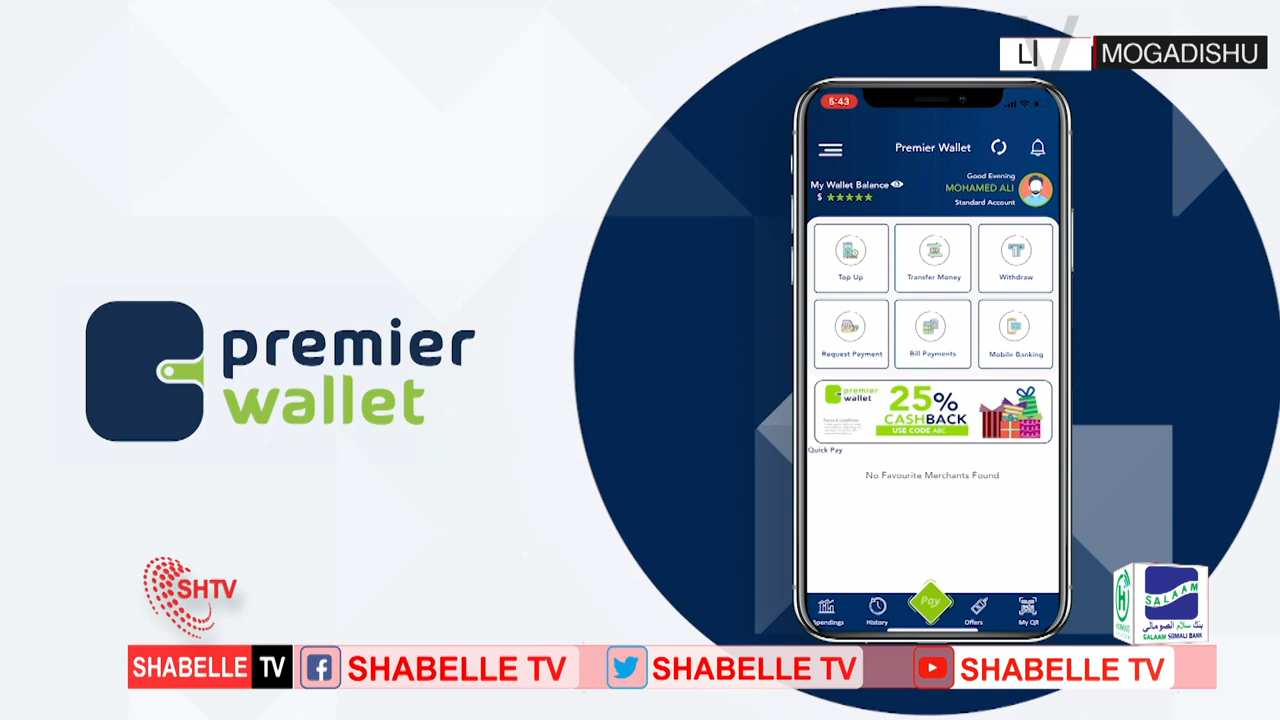 LI
MOGADISHU
5:43
Premier Wallet
My Wallet Balance
$ ★★★★★
Good Evening
MOHAMED ALI
Standard Account
Top Up
Transfer Money
Withdraw
Request Payment
Bill Payments
Mobile Banking
premier
wallet
25%
CASHBACK
USE CODE ABC
Terms & conditions
Quick Pay
No Favourite Merchants Found
Pay
Spendings
History
Offers
My QR
premier
wallet
SHTV
SALAAM
بنك سلام الصومالي
SALAAM SOMALI BANK
SHABELLE TV
SHABELLE TV
SHABELLE TV
SHABELLE TV